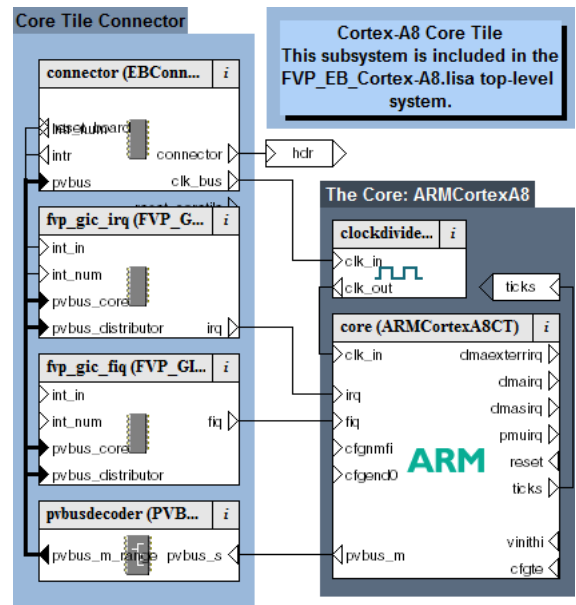 Core Tile Connector
Cortex-A8 Core Tile
This subsystem is included in the
FVP_EB_Cortex-A8.lisa top-level
system.
connector (EBConn... i
reset_board
intr_num
intr
connector
pvbus
clk_bus
hdr
fvp_gic_irq (FVP_G... i
int_in
int_num
pvbus_core
pvbus_distributor
irq
fvp_gic_fiq (FVP_GI... i
int_in
int_num
fiq
pvbus_core
pvbus_distributor
pvbusdecoder (PVB... i
pvbus_m_range
pvbus_s
The Core: ARMCortexA8
clockdivide... i
clk_in
clk_out
ticks
core (ARMCortexA8CT) i
clk_in
dmaexterrirq
dmairq
irq
dmasirq
fiq
pmuirq
cfgnmfi
ARM
reset
cfgend0
ticks
vinithi
pvbus_m
cfgte